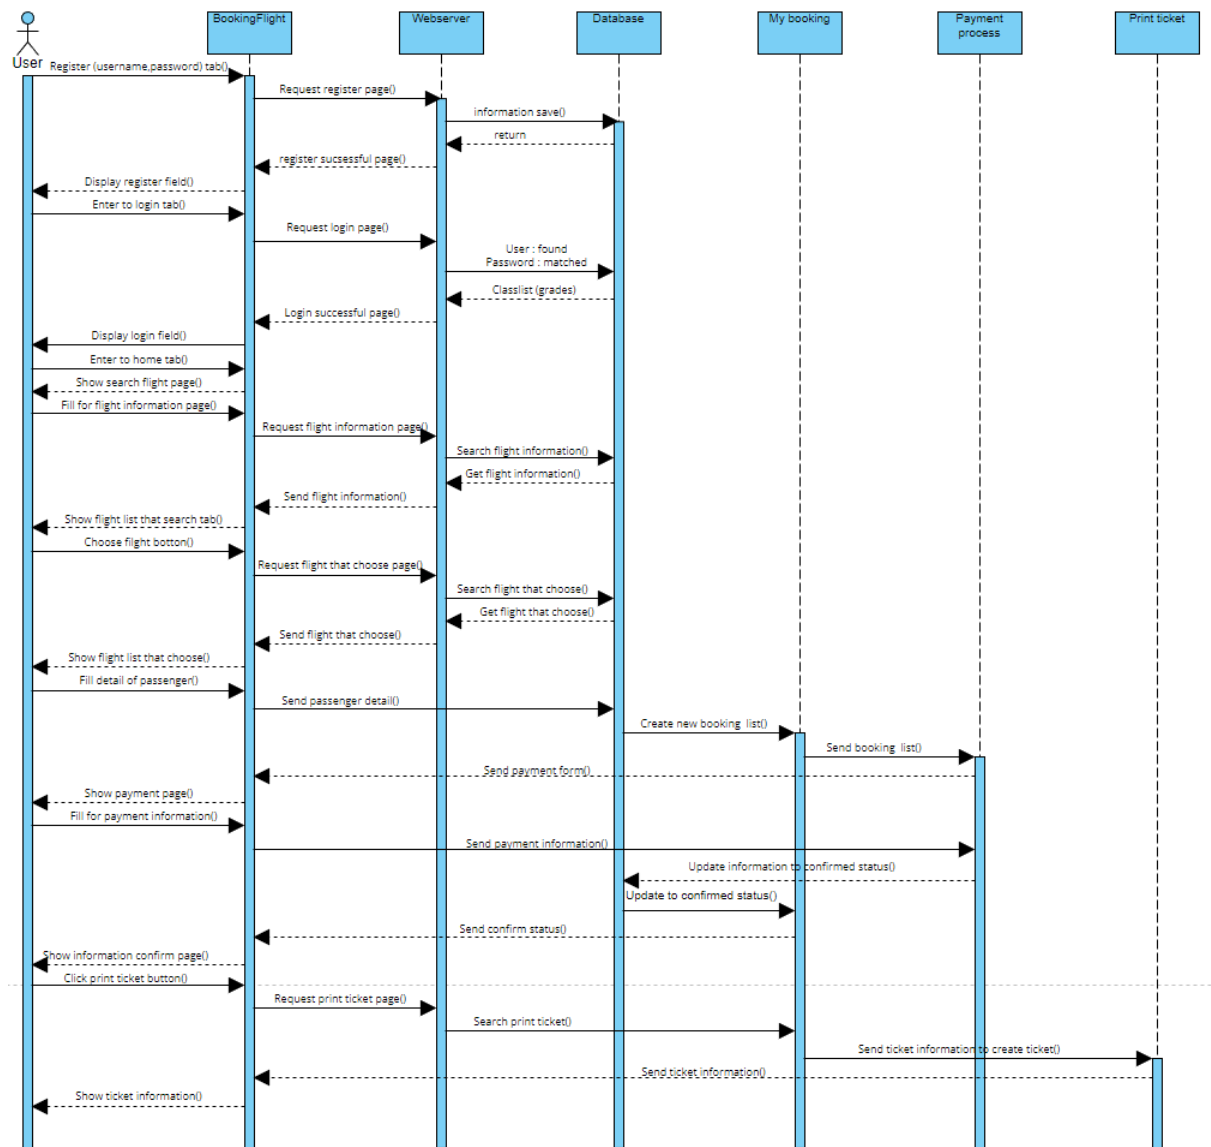 BookingFlight
Webserver
Database
My booking
Payment
process
Print ticket
User
Register (username,password) tab()
Request register page()
information save()
return
register sucsessful page()
Display register field()
Enter to login tab()
Request login page()
User : found
Password : matched
Classlist (grades)
Login successful page()
Display login field()
Enter to home tab()
Show search flight page()
Fill for flight information page()
Request flight information page()
Search flight information()
Get flight information()
Send flight information()
Show flight list that search tab()
Choose flight botton()
Request flight that choose page()
Search flight that choose()
Get flight that choose()
Send flight that choose()
Show flight list that choose()
Fill detail of passenger()
Send passenger detail()
Create new booking list()
Send booking list()
Send payment form()
Show payment page()
Fill for payment information()
Send payment information()
Update information to confirmed status()
Update to confirmed status()
Send confirm status()
Show information confirm page()
Click print ticket button()
Request print ticket page()
Search print ticket()
Send ticket information to create ticket()
Send ticket information()
Show ticket information()